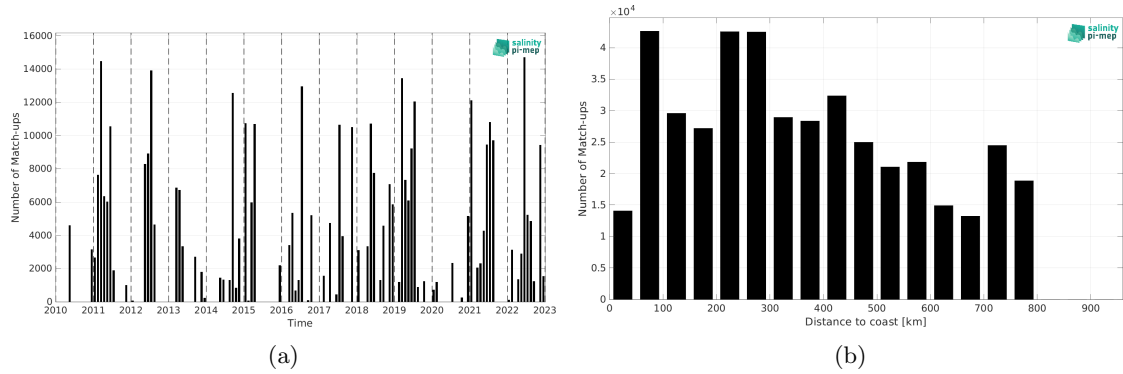 16000
14000
12000
10000
8000
6000
4000
2000
0
Number of Match-ups
2010 2011 2012 2013 2014 2015 2016 2017 2018 2019 2020 2021 2022 2023
Time
salinity
pi-mep
(a)
×10⁴
4
3.5
3
2.5
2
1.5
1
0.5
0
Number of Match-ups
0 100 200 300 400 500 600 700 800 900
Distance to coast [km]
salinity
pi-mep
(b)